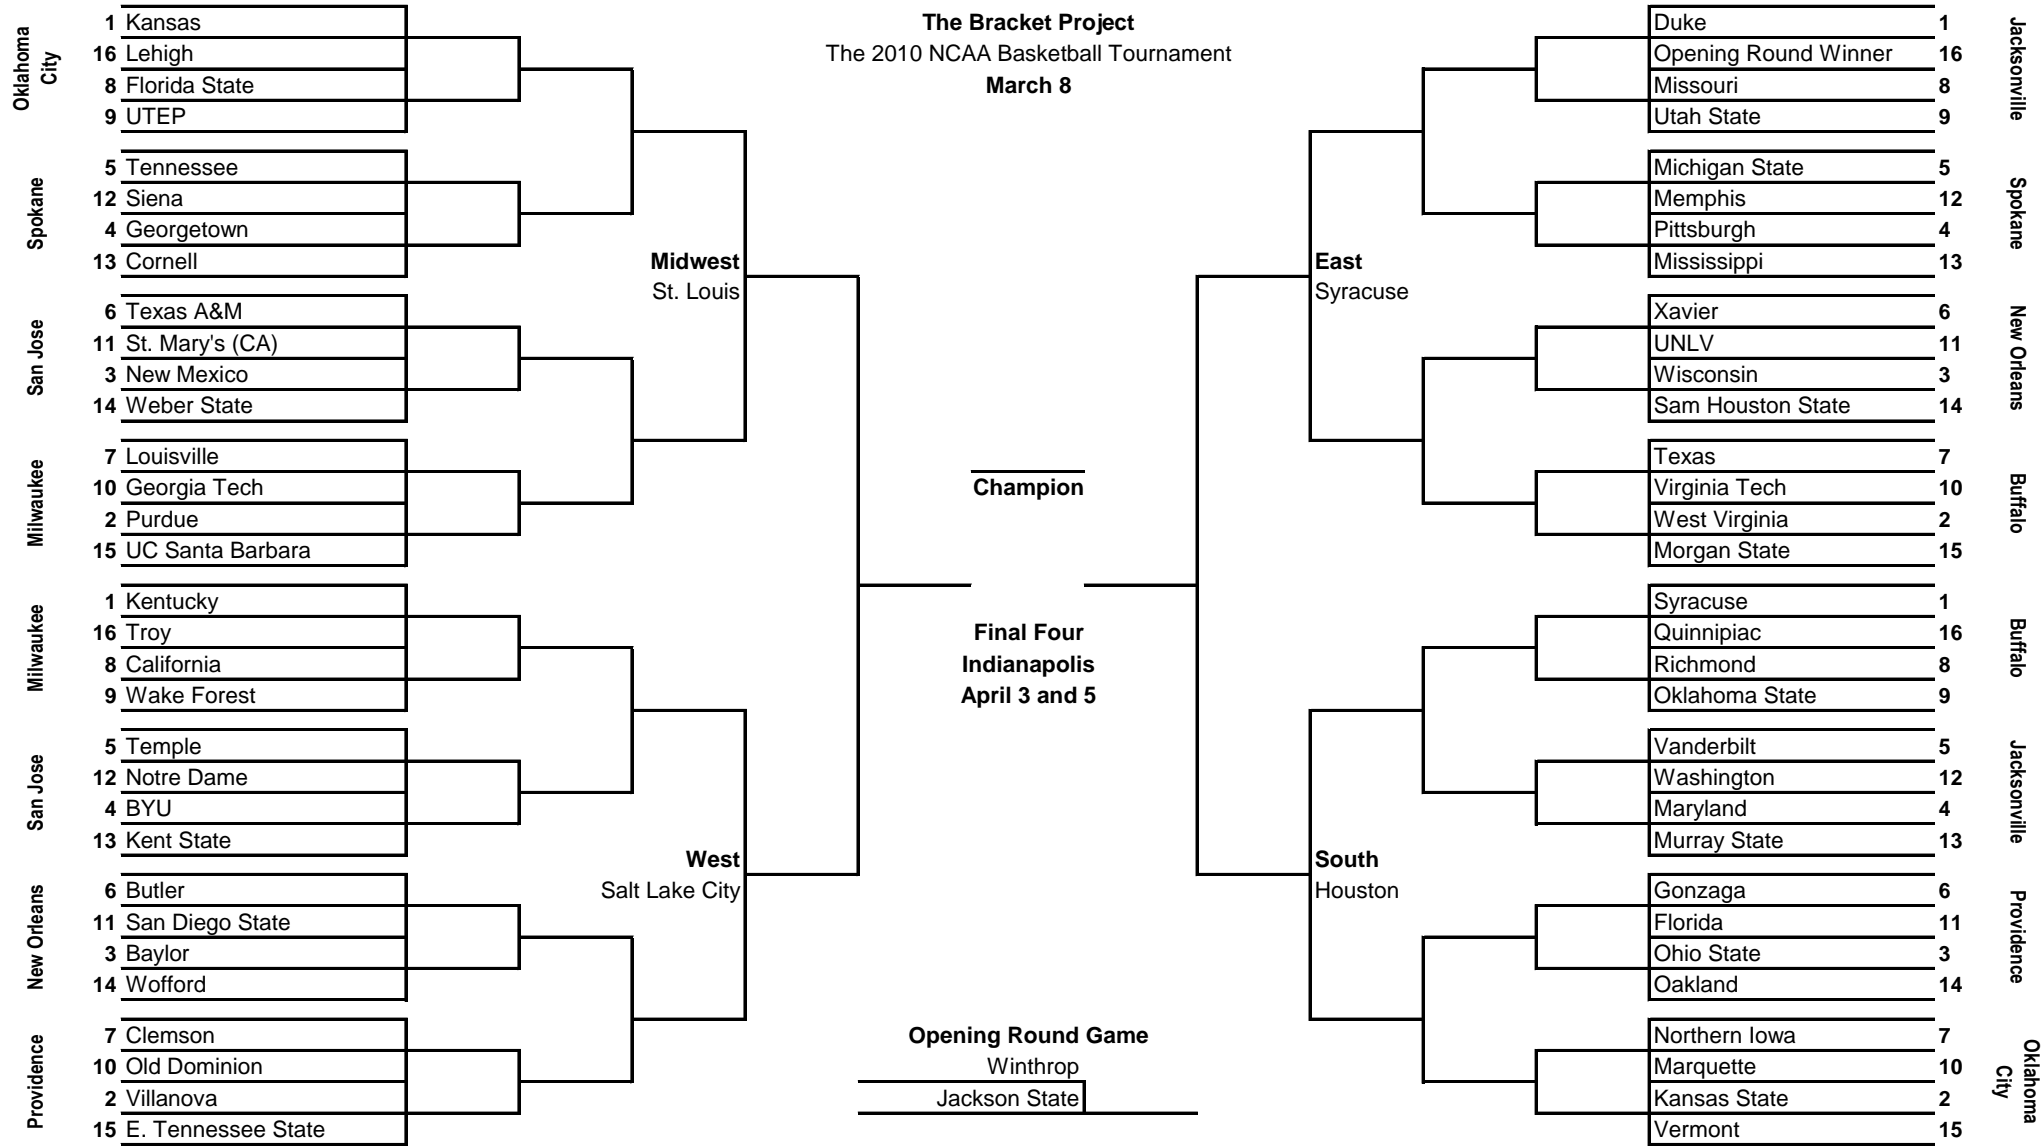 The Bracket Project
The 2010 NCAA Basketball Tournament
March 8
Oklahoma
City
1 Kansas
16 Lehigh
8 Florida State
9 UTEP
Spokane
5 Tennessee
12 Siena
4 Georgetown
13 Cornell
Midwest
St. Louis
San Jose
6 Texas A&M
11 St. Mary's (CA)
3 New Mexico
14 Weber State
Milwaukee
7 Louisville
10 Georgia Tech
2 Purdue
15 UC Santa Barbara
Milwaukee
1 Kentucky
16 Troy
8 California
9 Wake Forest
San Jose
5 Temple
12 Notre Dame
4 BYU
13 Kent State
West
Salt Lake City
New Orleans
6 Butler
11 San Diego State
3 Baylor
14 Wofford
Providence
7 Clemson
10 Old Dominion
2 Villanova
15 E. Tennessee State
Champion
Final Four
Indianapolis
April 3 and 5
Opening Round Game
Winthrop
Jackson State
Duke 1
Opening Round Winner 16
Missouri 8
Utah State 9
Jacksonville
Michigan State 5
Memphis 12
Pittsburgh 4
Mississippi 13
Spokane
East
Syracuse
Xavier 6
UNLV 11
Wisconsin 3
Sam Houston State 14
New Orleans
Texas 7
Virginia Tech 10
West Virginia 2
Morgan State 15
Buffalo
Syracuse 1
Quinnipiac 16
Richmond 8
Oklahoma State 9
Buffalo
Vanderbilt 5
Washington 12
Maryland 4
Murray State 13
Jacksonville
South
Houston
Gonzaga 6
Florida 11
Ohio State 3
Oakland 14
Providence
Northern Iowa 7
Marquette 10
Kansas State 2
Vermont 15
Oklahoma
City